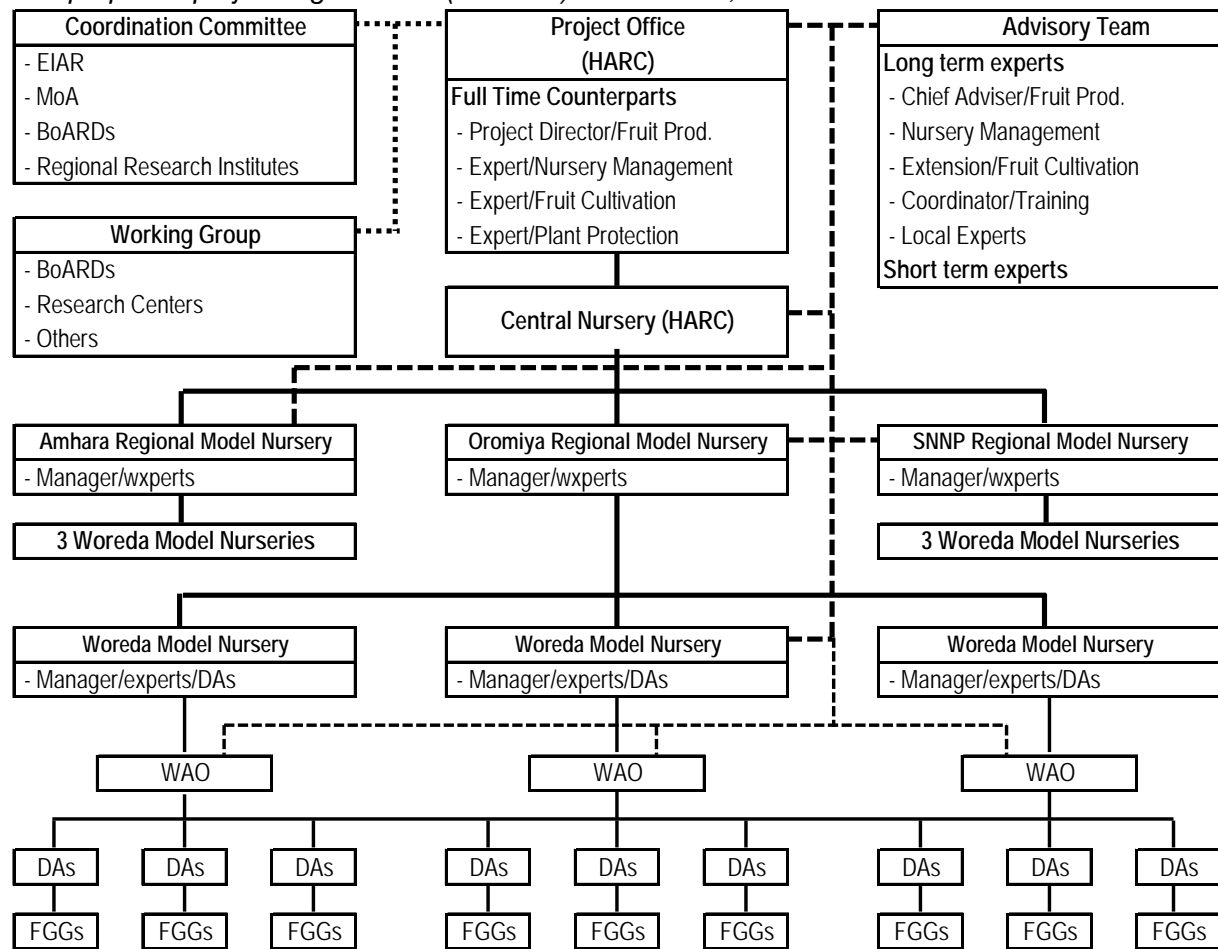 Coordination Committee
- EIAR
- MoA
- BoARDs
- Regional Research Institutes
Working Group
- BoARDs
- Research Centers
- Others
Project Office
(HARC)
Full Time Counterparts
- Project Director/Fruit Prod.
- Expert/Nursery Management
- Expert/Fruit Cultivation
- Expert/Plant Protection
Advisory Team
Long term experts
- Chief Adviser/Fruit Prod.
- Nursery Management
- Extension/Fruit Cultivation
- Coordinator/Training
- Local Experts
Short term experts
Central Nursery (HARC)
Amhara Regional Model Nursery
- Manager/wxperts
3 Woreda Model Nurseries
Oromiya Regional Model Nursery
- Manager/wxperts
SNNP Regional Model Nursery
- Manager/wxperts
3 Woreda Model Nurseries
Woreda Model Nursery
- Manager/experts/DAs
Woreda Model Nursery
- Manager/experts/DAs
Woreda Model Nursery
- Manager/experts/DAs
WAO
WAO
WAO
DAs
DAs
DAs
DAs
DAs
DAs
DAs
DAs
DAs
FGGs
FGGs
FGGs
FGGs
FGGs
FGGs
FGGs
FGGs
FGGs